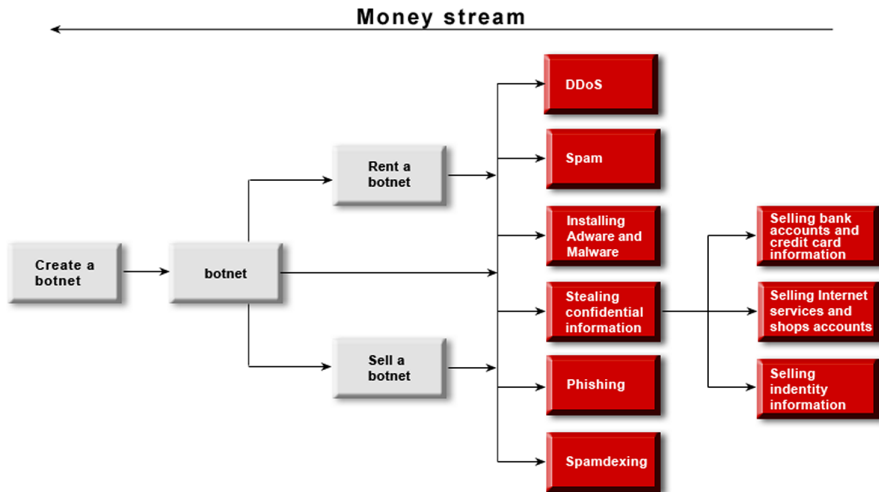 Money stream
DDoS
Rent a
botnet
Spam
Installing
Adware and
Malware
Selling bank
accounts and
credit card
information
Create a
botnet
botnet
Stealing
confidential
information
Selling Internet
services and
shops accounts
Sell a
botnet
Phishing
Selling
indentity
information
Spamdexing